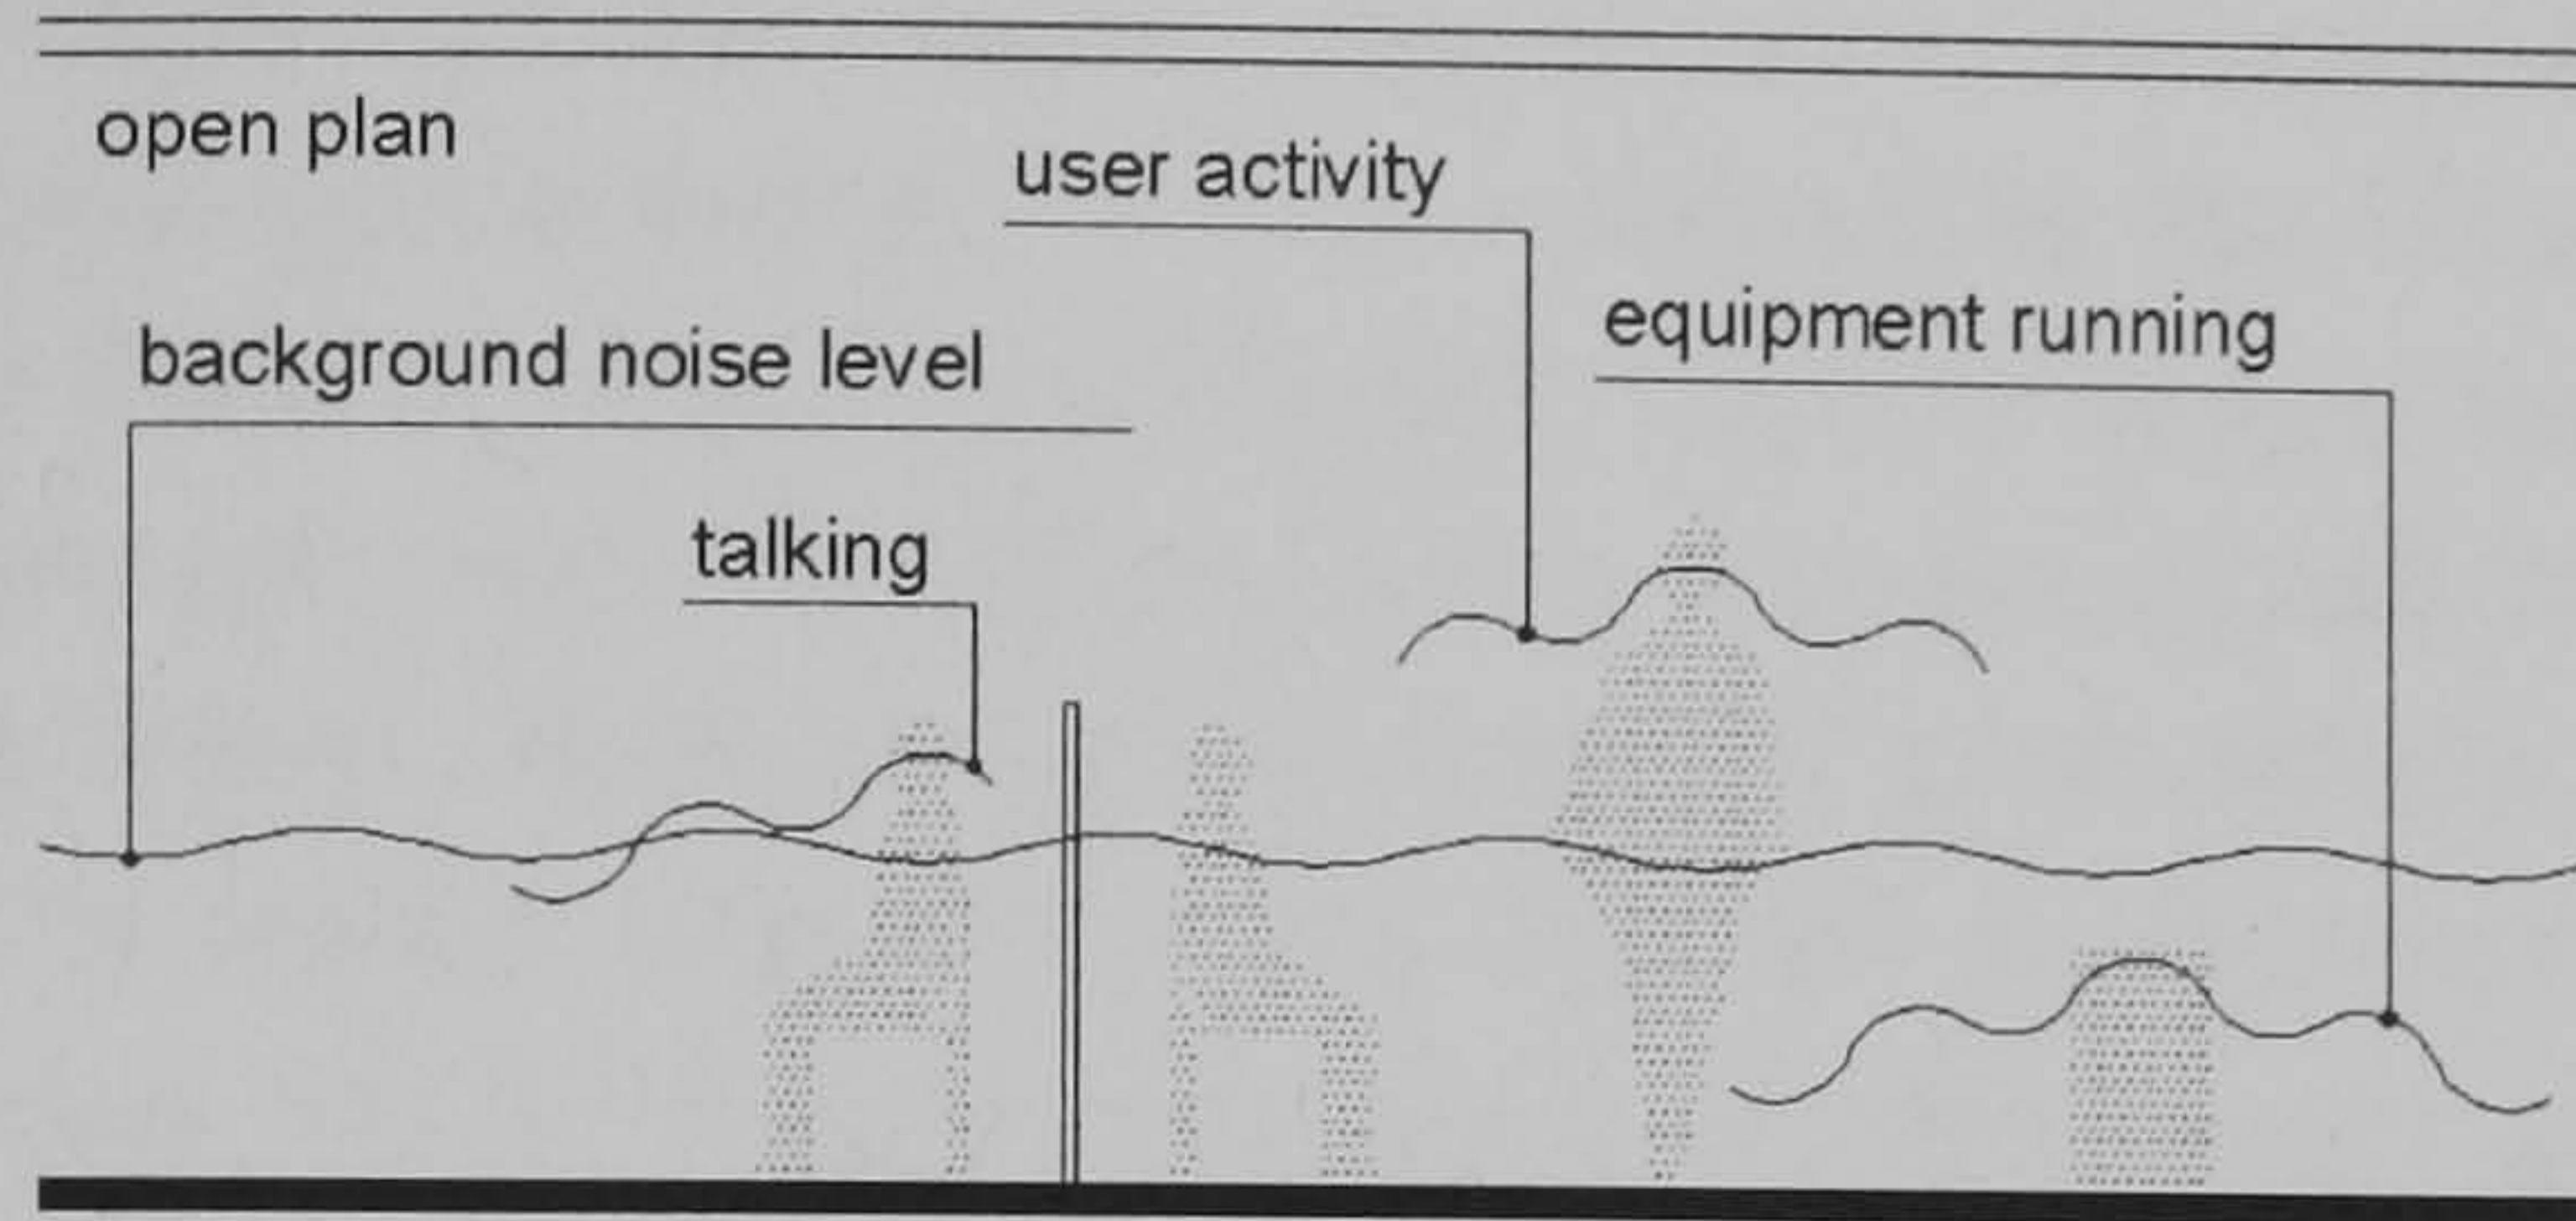 open plan
user activity
equipment running
background noise level
talking